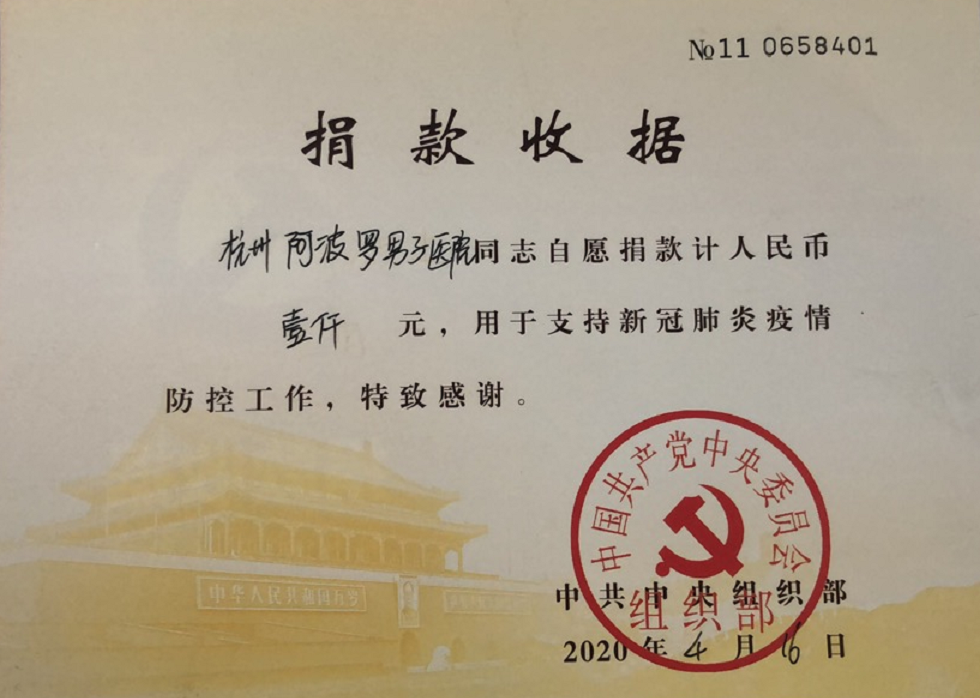 №11 0658401
捐款收据
杭州阿波罗男子医院同志自愿捐款计人民币
壹仟 元，用于支持新冠肺炎疫情
防控工作，特致感谢。
中国共产党中央委员会
组织部
中共中央组织部
2020年4月16日
中华人民共和国万岁